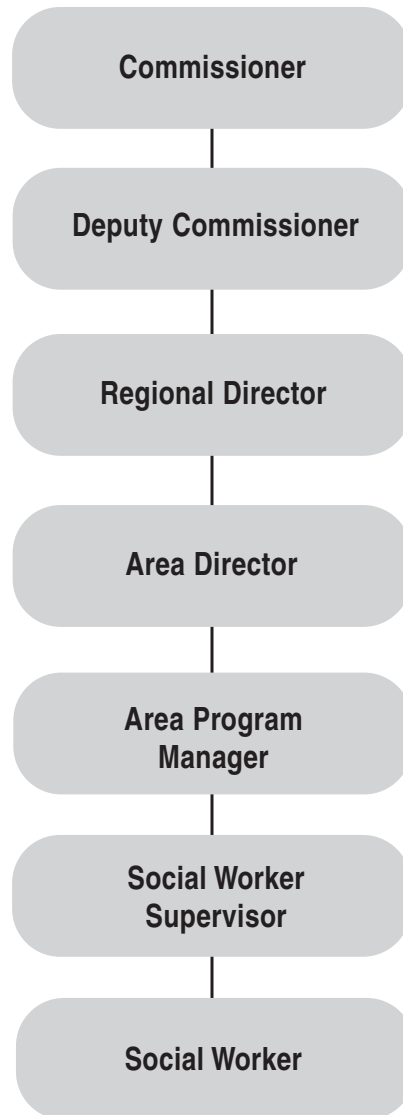 Commissioner
Deputy Commissioner
Regional Director
Area Director
Area Program
Manager
Social Worker
Supervisor
Social Worker